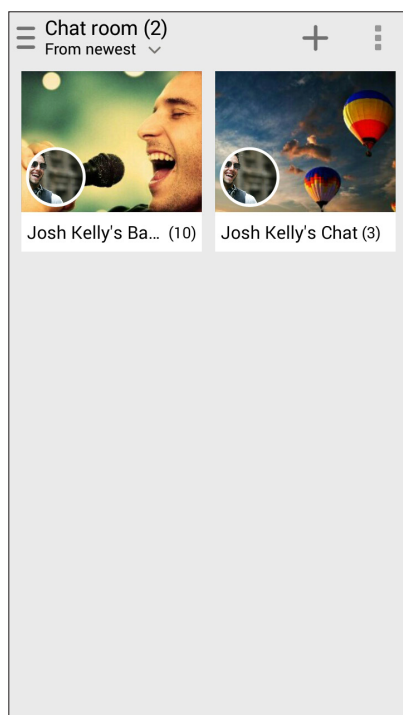 Chat room (2)
From newest
Josh Kelly's Ba... (10)
Josh Kelly's Chat (3)